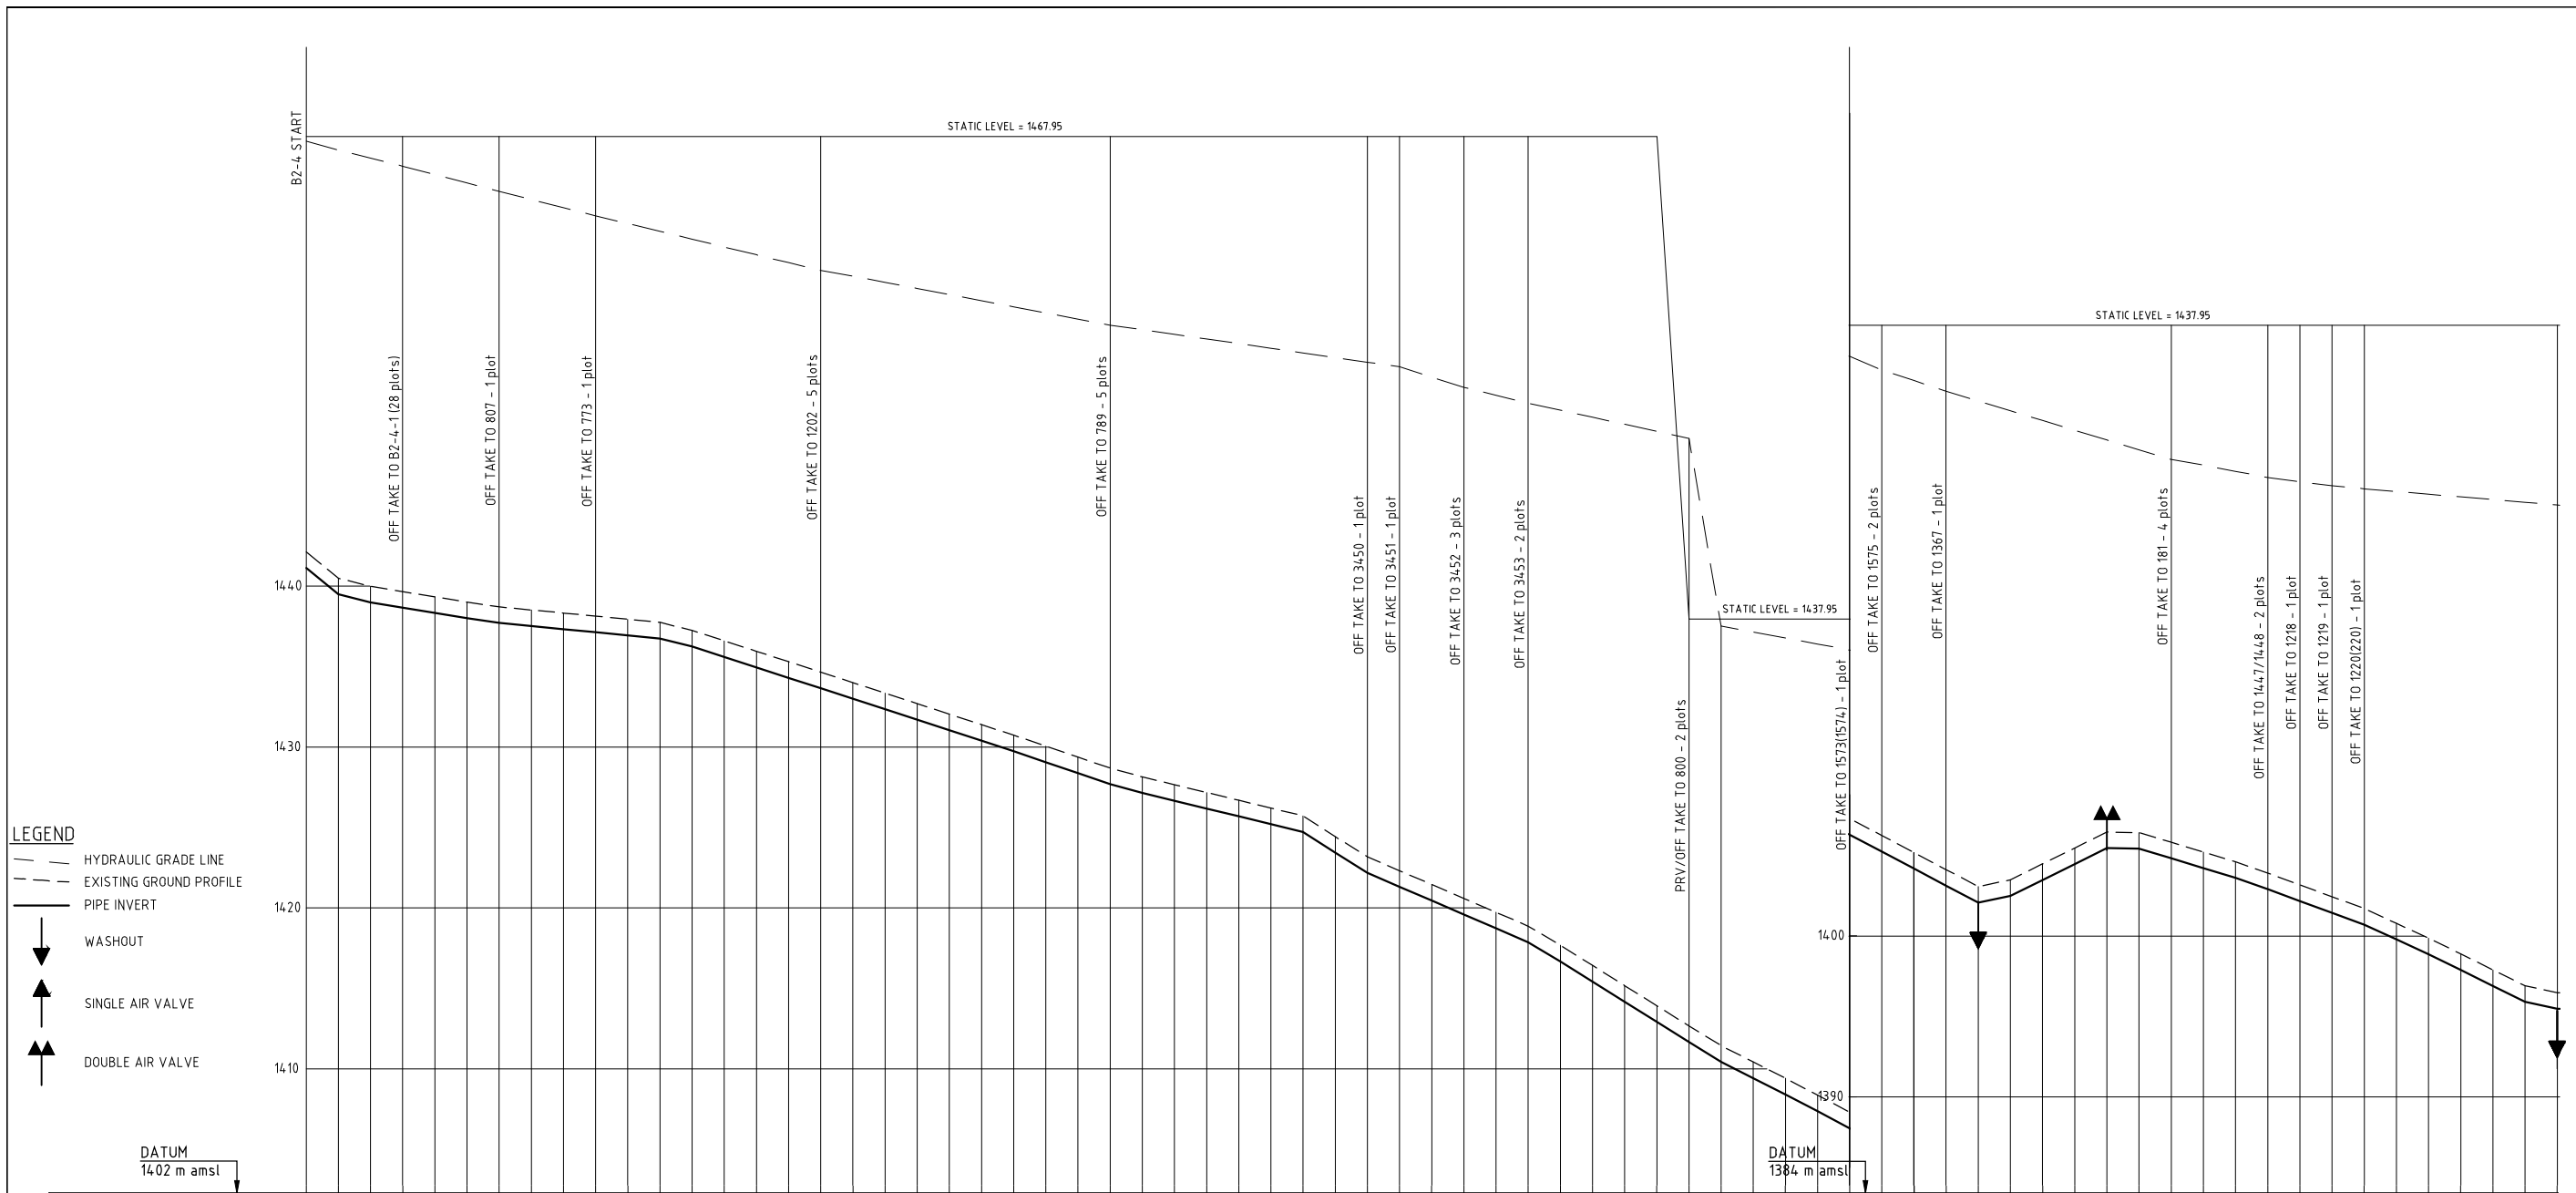 B2-4 START
STATIC LEVEL = 1467.95
OFF TAKE TO B2-4-1 (28 plots)
OFF TAKE TO 807 - 1 plot
OFF TAKE TO 773 - 1 plot
OFF TAKE TO 1202 - 5 plots
OFF TAKE TO 789 - 5 plots
OFF TAKE TO 3450 - 1 plot
OFF TAKE TO 3451 - 1 plot
OFF TAKE TO 3452 - 3 plots
OFF TAKE TO 3453 - 2 plots
PRV/OFF TAKE TO 800 - 2 plots
STATIC LEVEL = 1437.95
OFF TAKE TO 1573(1574) - 1 plot
STATIC LEVEL = 1437.95
OFF TAKE TO 1575 - 2 plots
OFF TAKE TO 1367 - 1 plot
OFF TAKE TO 181 - 4 plots
OFF TAKE TO 1447/1448 - 2 plots
OFF TAKE TO 1218 - 1 plot
OFF TAKE TO 1219 - 1 plot
OFF TAKE TO 1220(220) - 1 plot
1440
1430
1420
1410
1400
1390
LEGEND
HYDRAULIC GRADE LINE
EXISTING GROUND PROFILE
PIPE INVERT
WASHOUT
SINGLE AIR VALVE
DOUBLE AIR VALVE
DATUM
1402 m amsl
DATUM
1384 m amsl